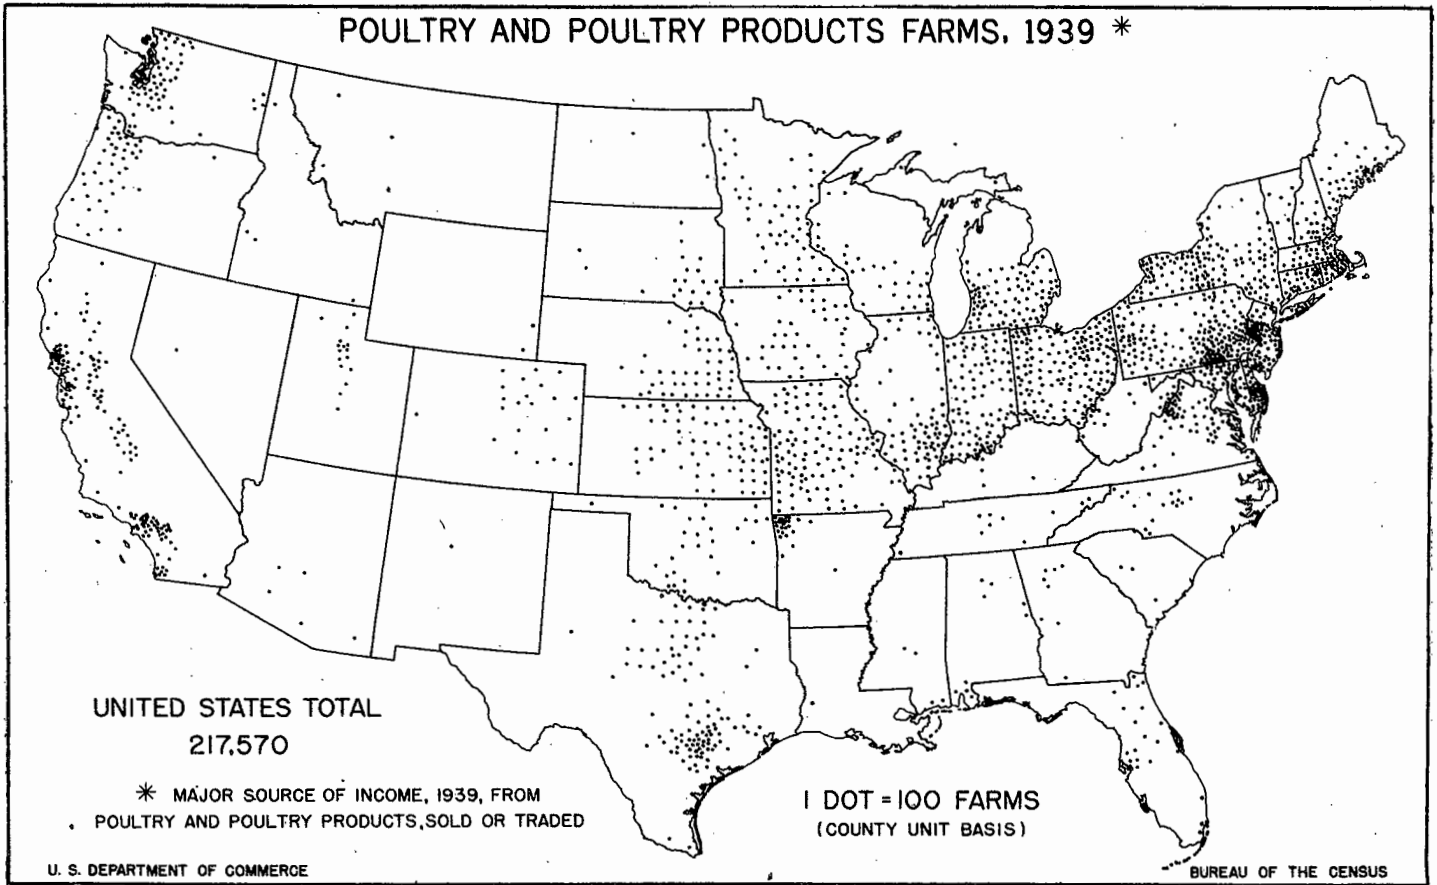 POULTRY AND POULTRY PRODUCTS FARMS, 1939 *
UNITED STATES TOTAL
217,570
* MAJOR SOURCE OF INCOME, 1939, FROM
POULTRY AND POULTRY PRODUCTS, SOLD OR TRADED
1 DOT = 100 FARMS
(COUNTY UNIT BASIS)
U. S. DEPARTMENT OF COMMERCE
BUREAU OF THE CENSUS